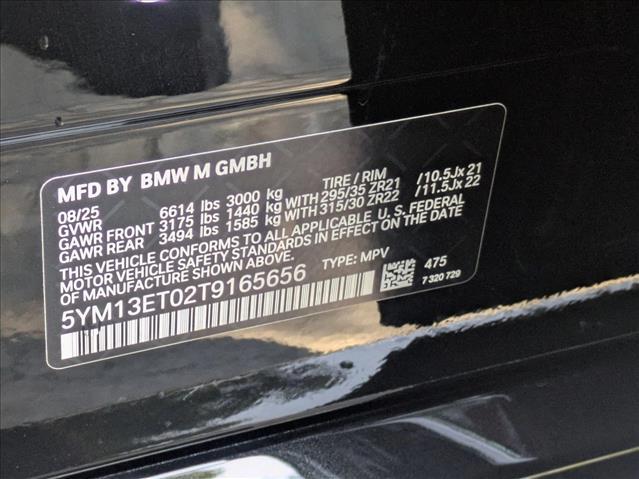 MFD BY BMW M GMBH
08/25 TIRE / RIM
GVWR 6614 lbs 3000 kg
GAWR FRONT 3175 lbs 1440 kg WITH 295/35 ZR21 /10.5Jx 21
GAWR REAR 3494 lbs 1585 kg WITH 315/30 ZR22 /11.5Jx 22
THIS VEHICLE CONFORMS TO ALL APPLICABLE U. S. FEDERAL
MOTOR VEHICLE SAFETY STANDARDS IN EFFECT ON THE DATE
OF MANUFACTURE SHOWN ABOVE.
5YM13ET02T9165656 TYPE: MPV 475
7 320 729